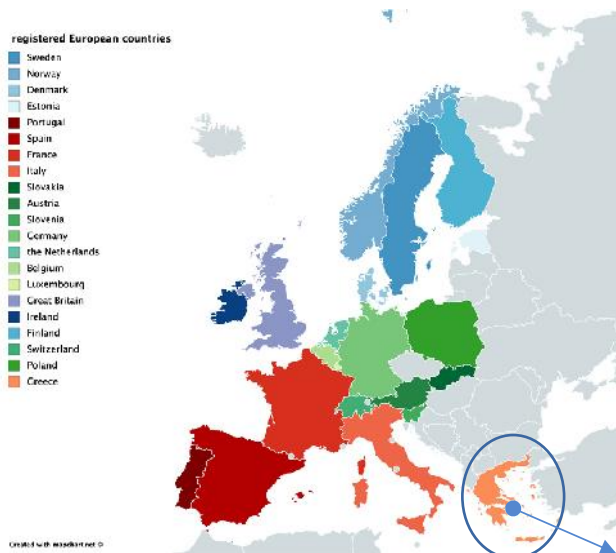 registered European countries
Sweden
Norway
Denmark
Estonia
Portugal
Spain
France
Italy
Slovakia
Austria
Slovenia
Germany
the Netherlands
Belgium
Luxembourg
Great Britain
Ireland
Finland
Switzerland
Poland
Greece
Created with mapchart.net ©